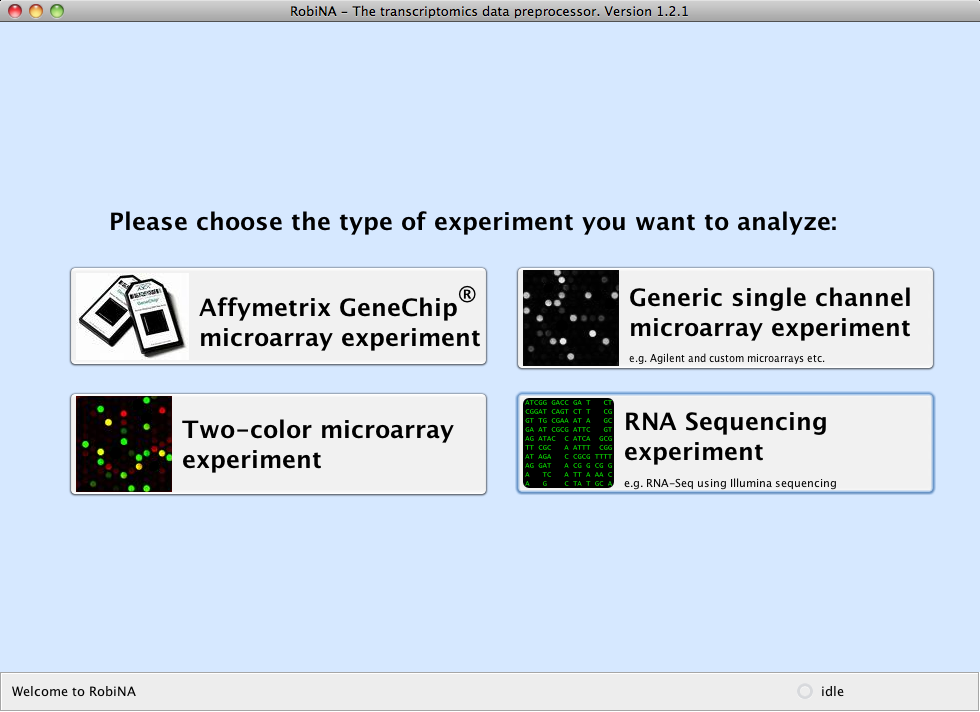 RobiNA - The transcriptomics data preprocessor. Version 1.2.1
Please choose the type of experiment you want to analyze:
GeneChip®
Affymetrix GeneChip®
microarray experiment
Generic single channel
microarray experiment
e.g. Agilent and custom microarrays etc.
Two-color microarray
experiment
ATCGG GACC GA T CT
CGGAT CAGT CT T CG
GT TG CGAA AT A GC
GA AT CGCG ATTC GT
AG ATAC C ATCA GCG
TT CGC A ATTT CGG
AT AGA C CGCG TTTT
AG GAT A CG G CG G
A TC A TT A AA C
A G C TA T GC A
RNA Sequencing
experiment
e.g. RNA-Seq using Illumina sequencing
Welcome to RobiNA
idle